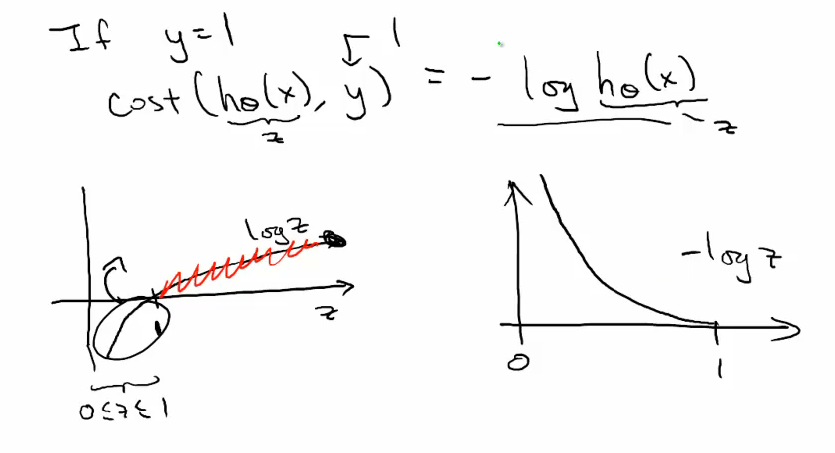 If y=1
1
cost(hθ(x), y) = - log hθ(x)
z
z
log z
-log z
z
0 1
0≤z≤1